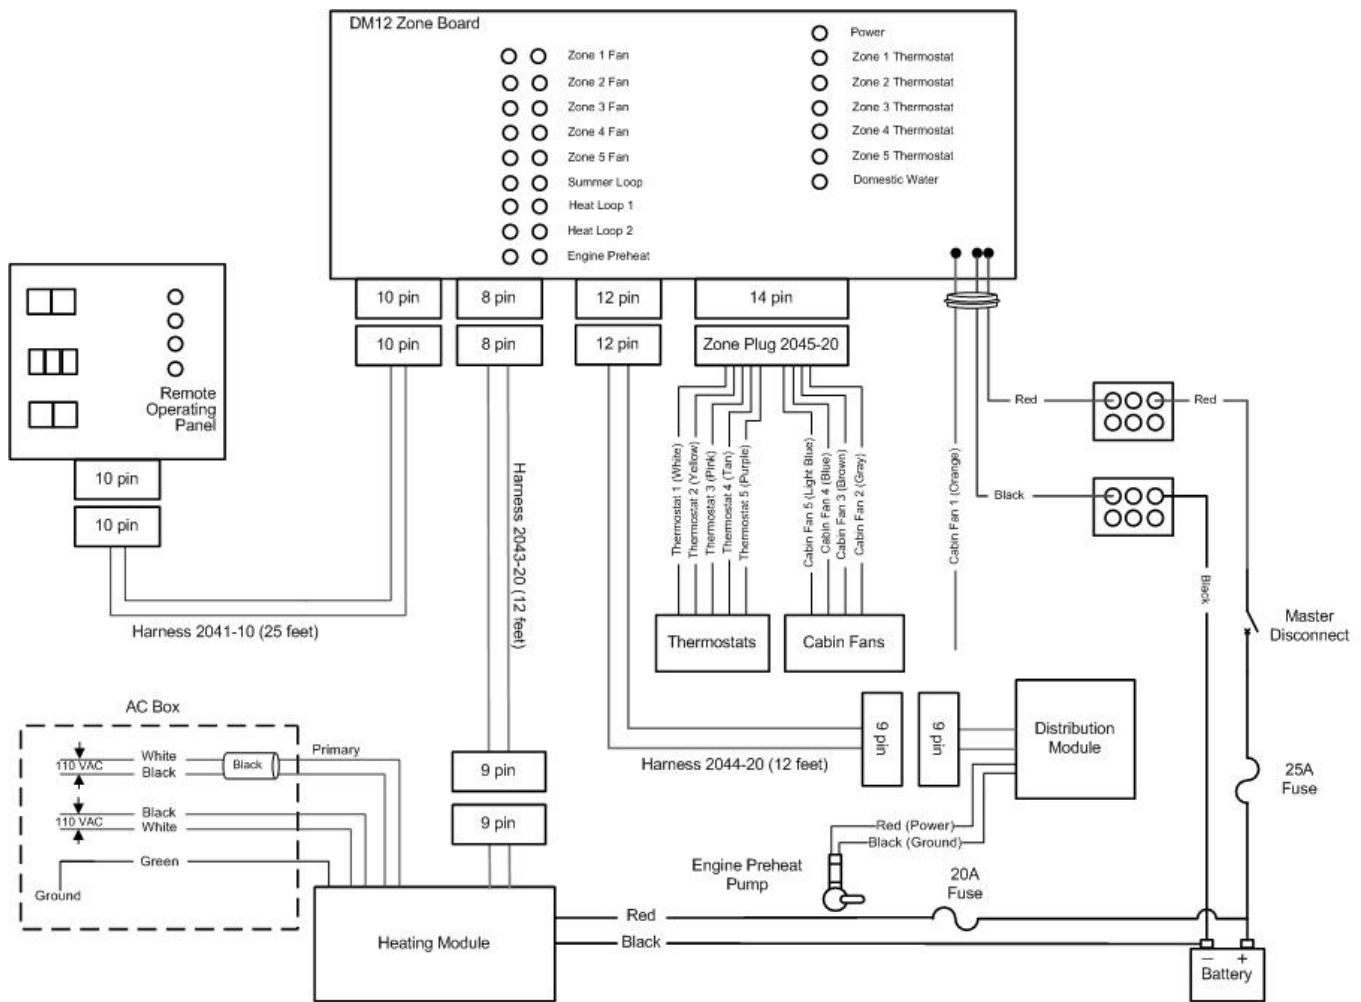 DM12 Zone Board
Zone 1 Fan
Zone 2 Fan
Zone 3 Fan
Zone 4 Fan
Zone 5 Fan
Summer Loop
Heat Loop 1
Heat Loop 2
Engine Preheat
Power
Zone 1 Thermostat
Zone 2 Thermostat
Zone 3 Thermostat
Zone 4 Thermostat
Zone 5 Thermostat
Domestic Water
10 pin
8 pin
12 pin
14 pin
10 pin
8 pin
12 pin
Zone Plug 2045-20
Remote
Operating
Panel
10 pin
10 pin
Harness 2041-10 (25 feet)
Harness 2043-20 (12 feet)
Thermostat 1 (White)
Thermostat 2 (Yellow)
Thermostat 3 (Pink)
Thermostat 4 (Tan)
Thermostat 5 (Purple)
Cabin Fan 5 (Light Blue)
Cabin Fan 4 (Blue)
Cabin Fan 3 (Brown)
Cabin Fan 2 (Gray)
Cabin Fan 1 (Orange)
Red
Red
Black
Black
Master
Disconnect
Thermostats
Cabin Fans
9 pin
9 pin
Distribution
Module
Harness 2044-20 (12 feet)
25A
Fuse
AC Box
White
110 VAC
Black
Black
Primary
Black
110 VAC
White
Green
Ground
9 pin
9 pin
Red (Power)
Black (Ground)
Engine Preheat
Pump
20A
Fuse
Heating Module
Red
Black
– +
Battery